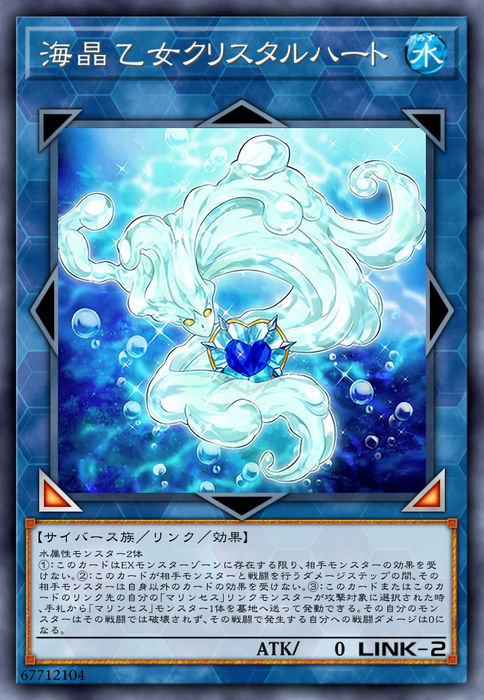 海晶乙女クリスタルハート
みず
水
【サイバース族／リンク／効果】
水属性モンスター2体
①：このカードはEXモンスターゾーンに存在する限り、相手モンスターの効果を受
けない。②：このカードが相手モンスターと戦闘を行うダメージステップの間、その
相手モンスターは自身以外のカードの効果を受けない。③：このカードまたはこのカ
ードのリンク先の自分の「マリンセス」リンクモンスターが攻撃対象に選択された時
、手札から「マリンセス」モンスター1体を墓地へ送って発動できる。その自分のモン
スターはその戦闘では破壊されず、その戦闘で発生する自分への戦闘ダメージは0に
なる。
ATK/ 0 LINK-2
67712104